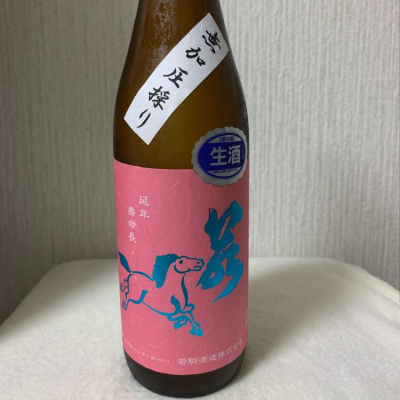 無加圧採り
生酒
延年
壽命長
若
若駒酒造株式会社